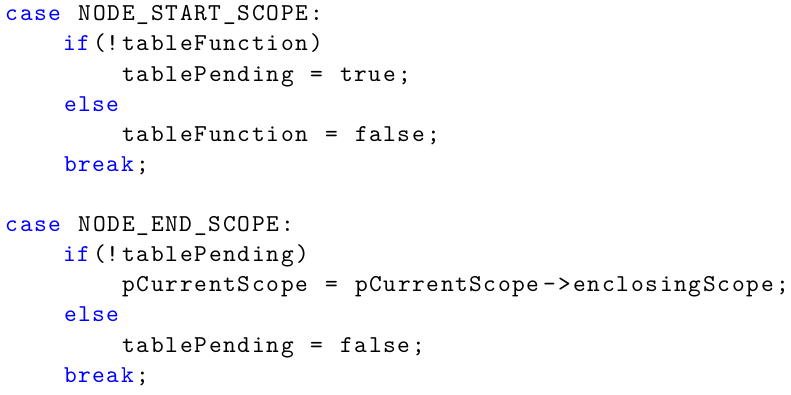 case NODE_START_SCOPE:
    if(!tableFunction)
        tablePending = true;
    else
        tableFunction = false;
    break;

case NODE_END_SCOPE:
    if(!tablePending)
        pCurrentScope = pCurrentScope->enclosingScope;
    else
        tablePending = false;
    break;